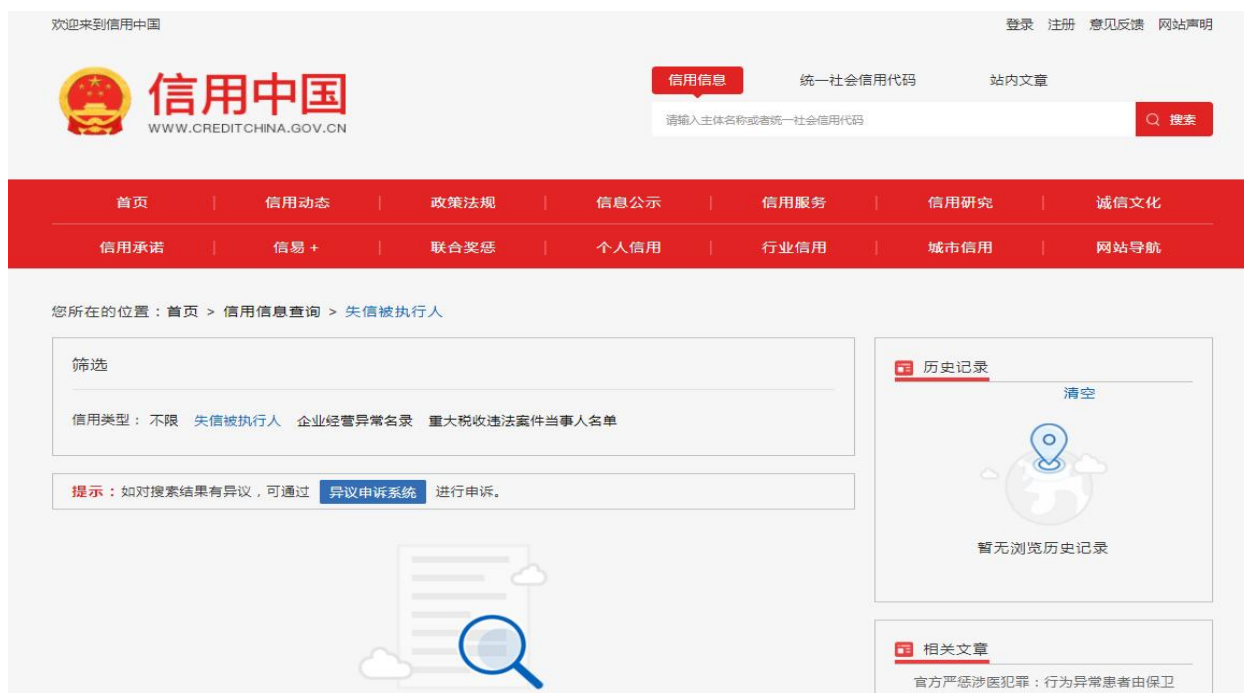 欢迎来到信用中国
登录 注册 意见反馈 网站声明
信用中国
WWW.CREDITCHINA.GOV.CN
信用信息 统一社会信用代码 站内文章
请输入主体名称或者统一社会信用代码
搜索
首页 | 信用动态 | 政策法规 | 信息公示 | 信用服务 | 信用研究 | 诚信文化
信用承诺 | 信易 + | 联合奖惩 | 个人信用 | 行业信用 | 城市信用 | 网站导航
您所在的位置：首页 > 信用信息查询 > 失信被执行人
筛选
信用类型： 不限 失信被执行人 企业经营异常名录 重大税收违法案件当事人名单
提示：如对搜索结果有异议，可通过 异议申诉系统 进行申诉。
历史记录
清空
暂无浏览历史记录
相关文章
官方严惩涉医犯罪：行为异常患者由保卫